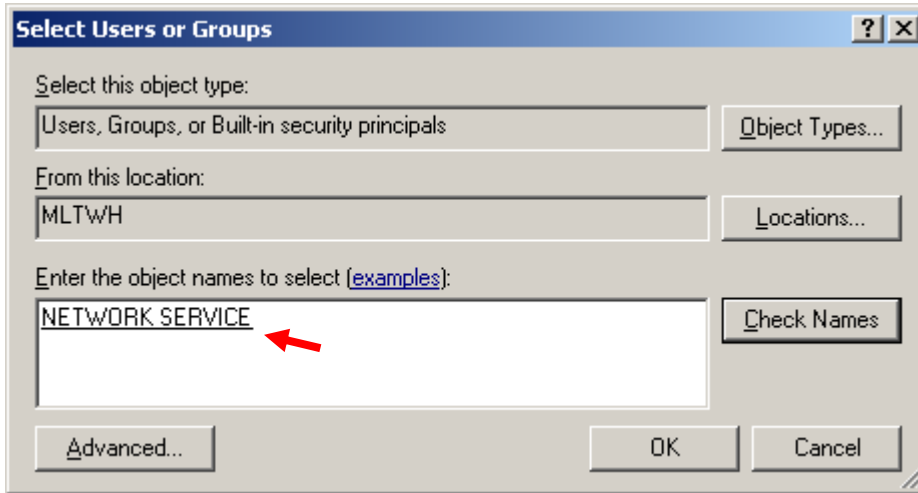 Select Users or Groups
Select this object type:
Users, Groups, or Built-in security principals
Object Types...
From this location:
MLTWH
Locations...
Enter the object names to select (examples):
NETWORK SERVICE
Check Names
Advanced...
OK
Cancel